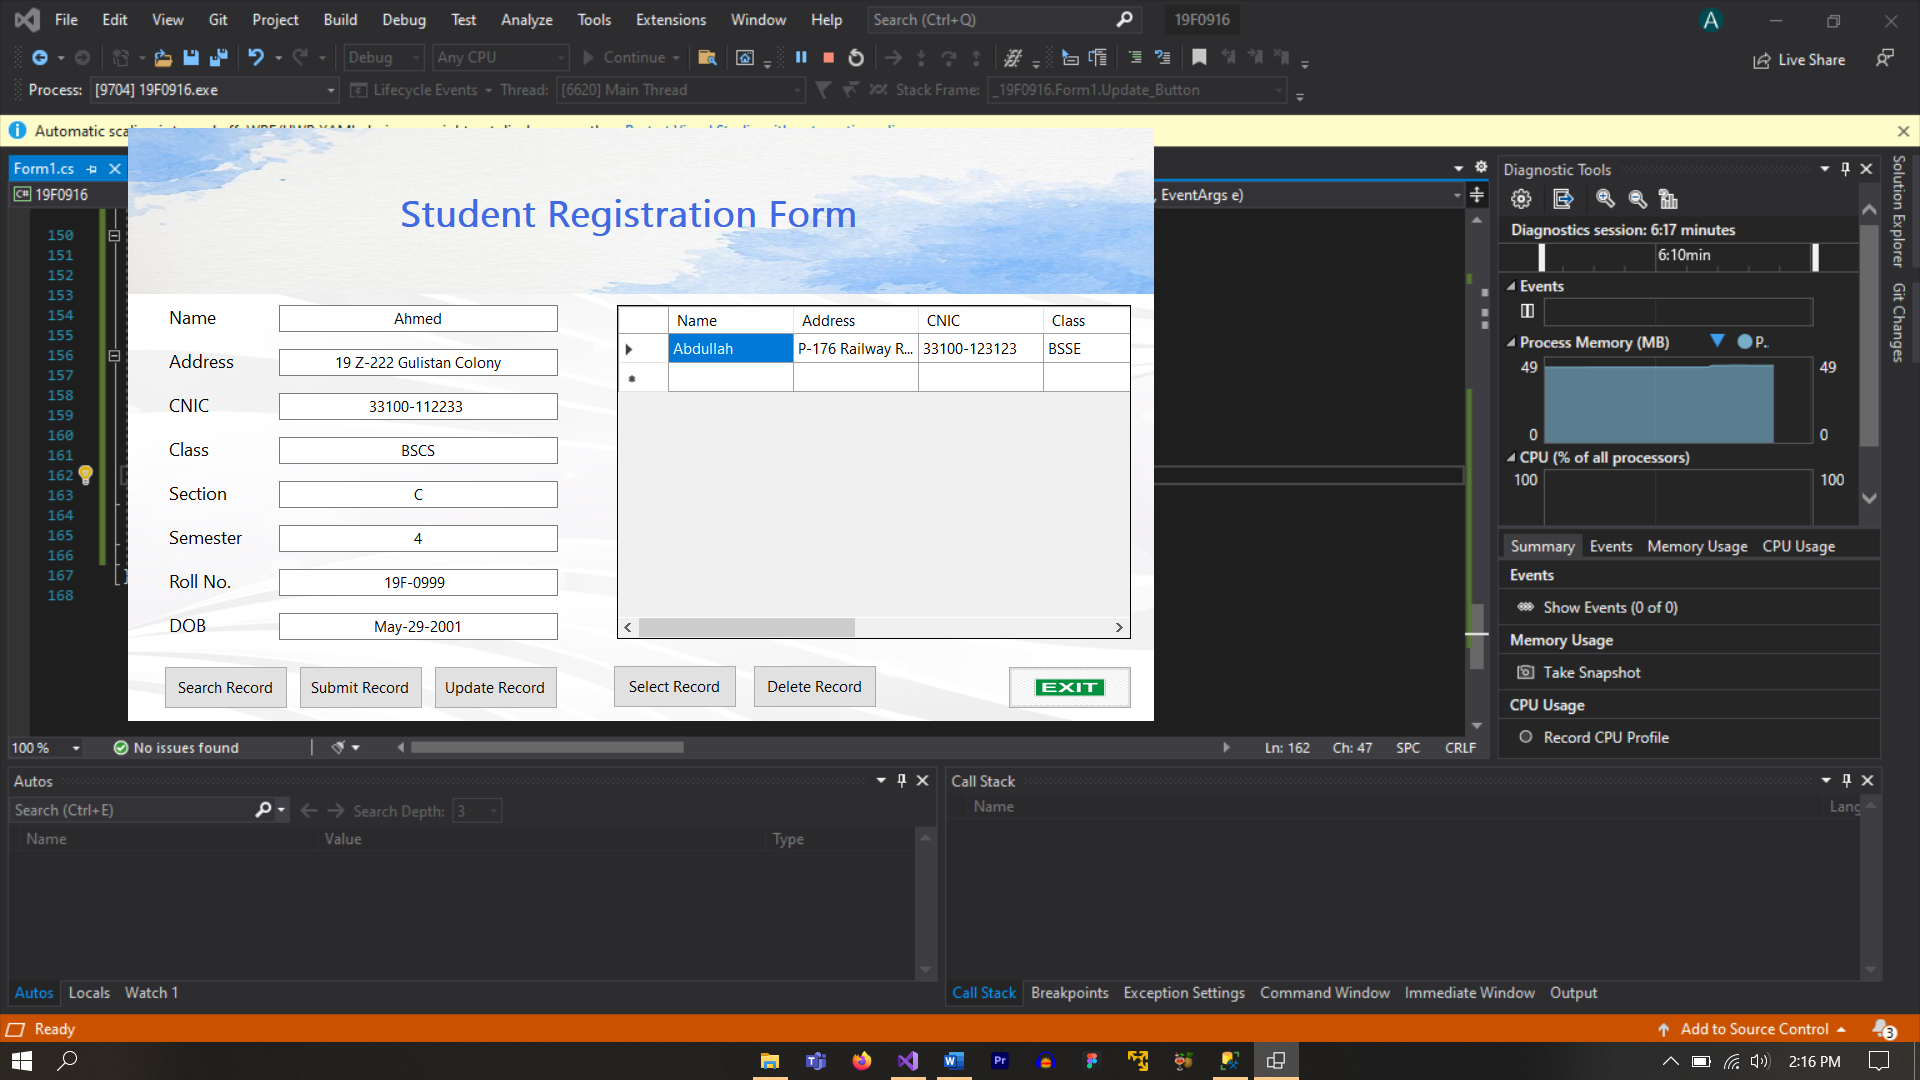 File Edit View Git Project Build Debug Test Analyze Tools Extensions Window Help Search (Ctrl+Q) 19F0916 A
Debug Any CPU Continue Live Share
Process: [9704] 19F0916.exe Lifecycle Events Thread: [6620] Main Thread Stack Frame: _19F0916.Form1.Update_Button
Form1.cs
C# 19F0916
, EventArgs e)
150
151
152
153
154
155
156
157
158
159
160
161
162
163
164
165
166
167
168
Student Registration Form
Name Ahmed
Address 19 Z-222 Gulistan Colony
CNIC 33100-112233
Class BSCS
Section C
Semester 4
Roll No. 19F-0999
DOB May-29-2001
Name Address CNIC Class
Abdullah P-176 Railway R... 33100-123123 BSSE
Search Record Submit Record Update Record Select Record Delete Record EXIT
Diagnostic Tools
Diagnostics session: 6:17 minutes
6:10min
Events
Process Memory (MB) P..
49 49
0 0
CPU (% of all processors)
100 100
Summary Events Memory Usage CPU Usage
Events
Show Events (0 of 0)
Memory Usage
Take Snapshot
CPU Usage
Record CPU Profile
Solution Explorer
Git Changes
100 % No issues found Ln: 162 Ch: 47 SPC CRLF
Autos
Search (Ctrl+E) Search Depth: 3
Name Value Type
Autos Locals Watch 1
Call Stack
Name Lang
Call Stack Breakpoints Exception Settings Command Window Immediate Window Output
Ready Add to Source Control 3
2:16 PM